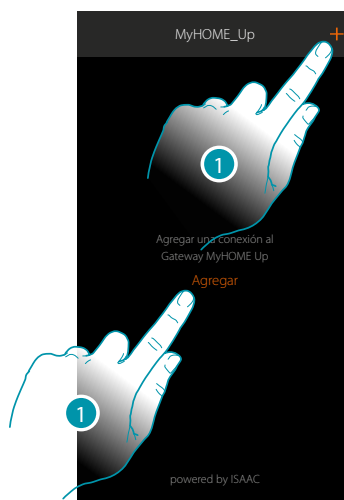 MyHOME_Up
+
1
Agregar una conexión al
Gateway MyHOME Up
Agregar
1
powered by ISAAC